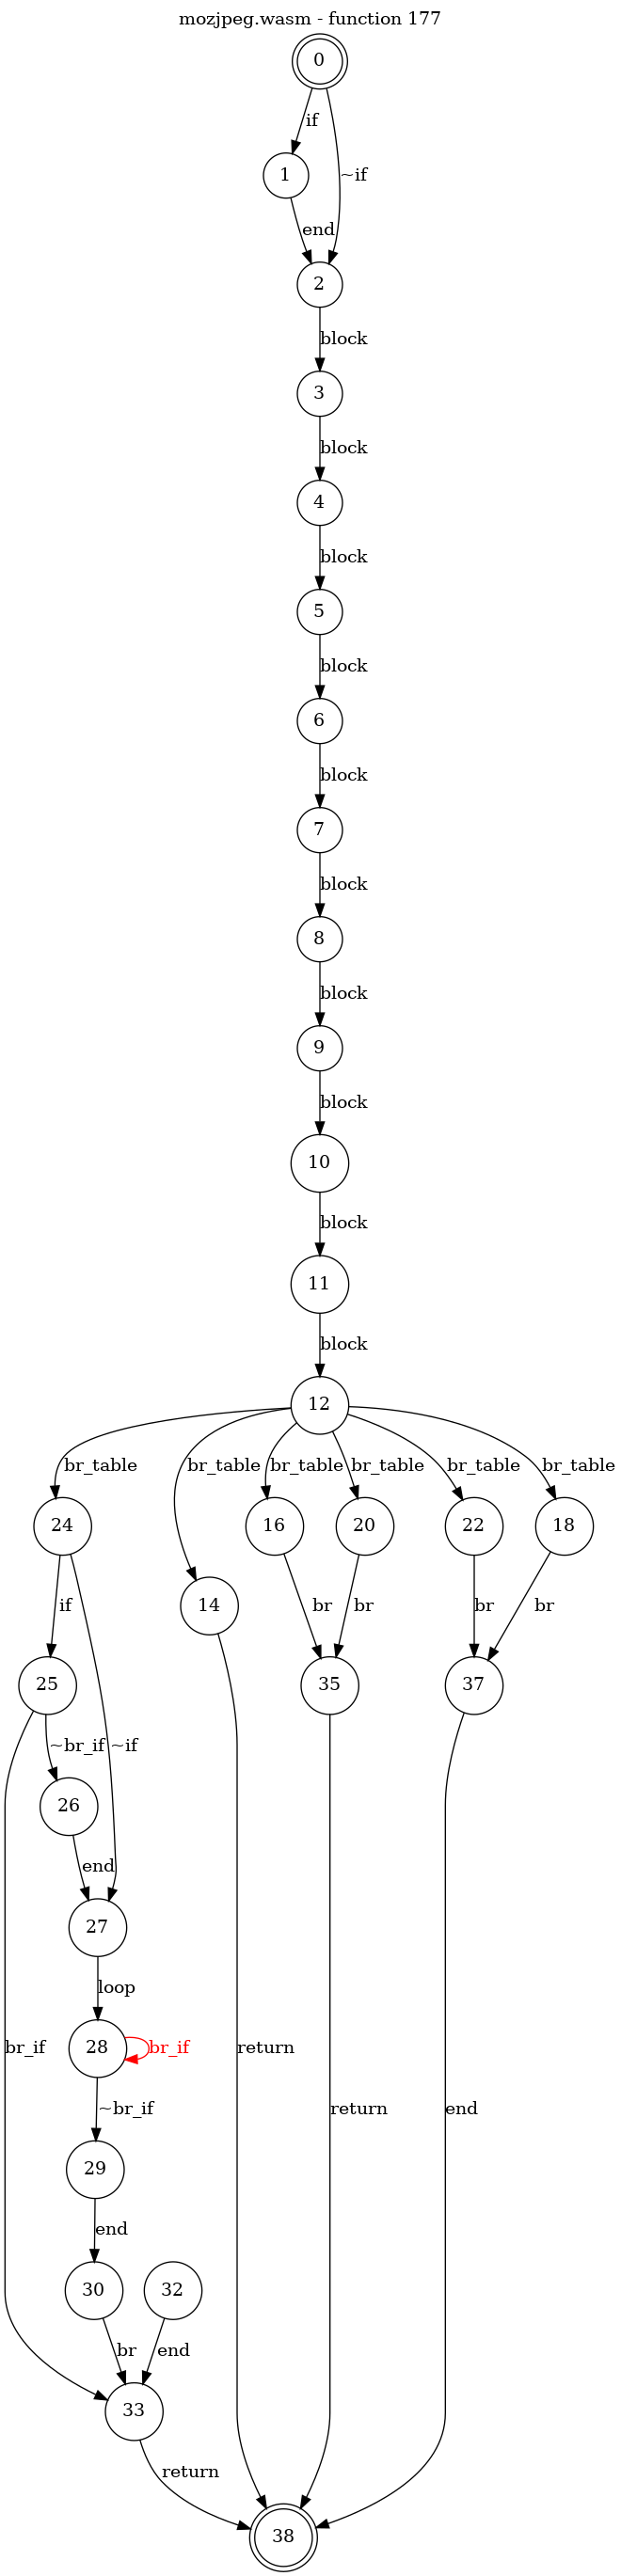 mozjpeg.wasm - function 177
0
if
1
~if
end
2
block
3
block
4
block
5
block
6
block
7
block
8
block
9
block
10
block
11
block
12
br_table br_table br_table br_table br_table br_table
24 16 20 22 18
if 14 br br br br
25 35 37
~br_if ~if
26
end
27
loop
br_if 28 br_if return
~br_if return end
29
end
30 32
br end
33
return
38